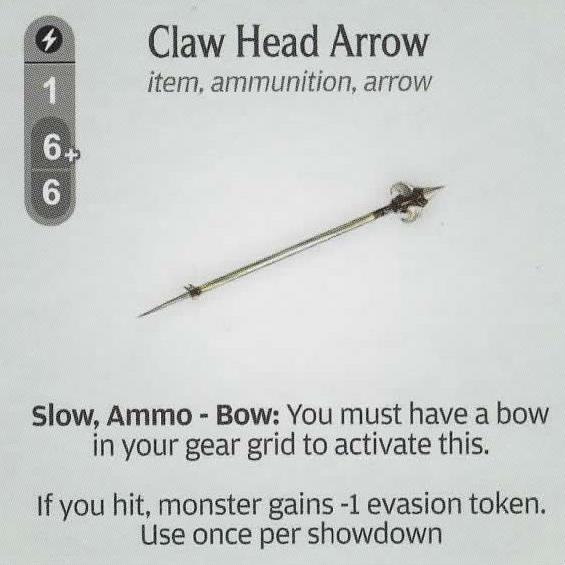 Claw Head Arrow
item, ammunition, arrow
1
6+
6
Slow, Ammo - Bow: You must have a bow
in your gear grid to activate this.
If you hit, monster gains -1 evasion token.
Use once per showdown